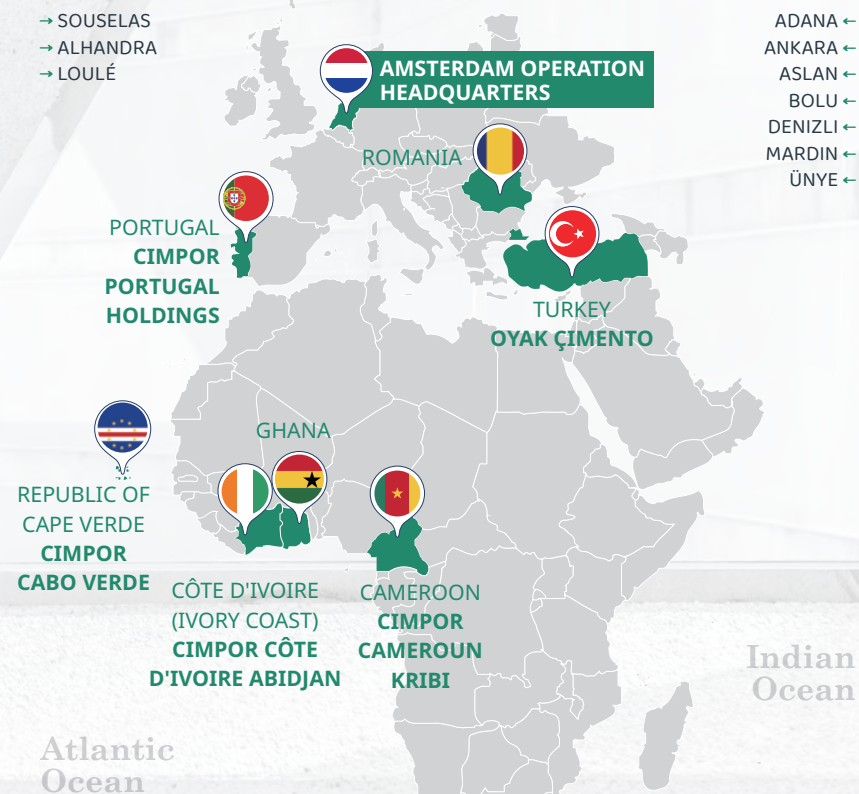 → SOUSELAS
→ ALHANDRA
→ LOULÉ
ADANA ←
ANKARA ←
ASLAN ←
BOLU ←
DENIZLI ←
MARDIN ←
ÜNYE ←
AMSTERDAM OPERATION
HEADQUARTERS
ROMANIA
PORTUGAL
CIMPOR
PORTUGAL
HOLDINGS
TURKEY
OYAK ÇIMENTO
GHANA
REPUBLIC OF
CAPE VERDE
CIMPOR
CABO VERDE
CÔTE D'IVOIRE
(IVORY COAST)
CIMPOR CÔTE
D'IVOIRE ABIDJAN
CAMEROON
CIMPOR
CAMEROUN
KRIBI
Indian
Ocean
Atlantic
Ocean